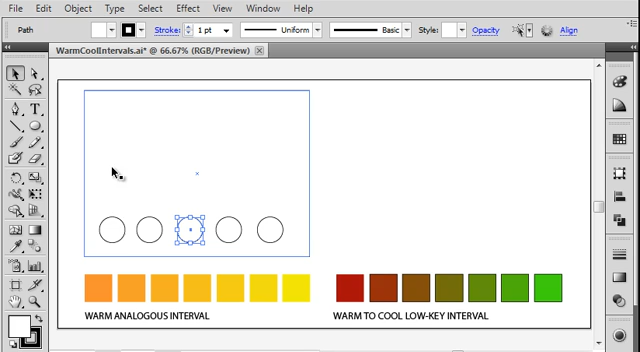 File Edit Object Type Select Effect View Window Help
Path Stroke: 1 pt Uniform Basic Style: Opacity Align
WarmCoolIntervals.ai* @ 66.67% (RGB/Preview)
WARM ANALOGOUS INTERVAL WARM TO COOL LOW-KEY INTERVAL